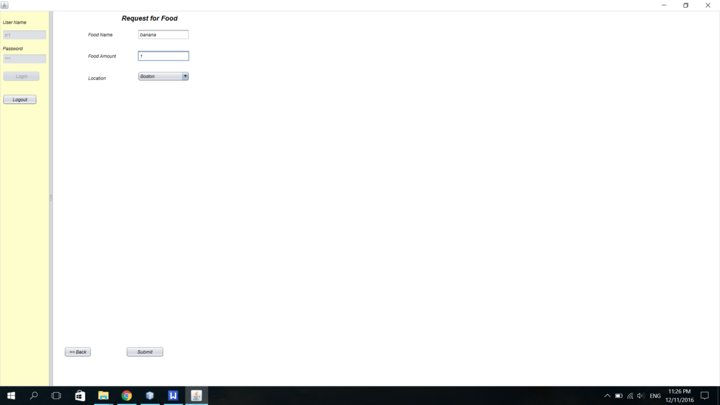 Request for Food
User Name
Food Name
banana
Password
Food Amount
1
Login
Location
Boston
Logout
<< Back
Submit
ENG
11:26 PM
12/11/2016